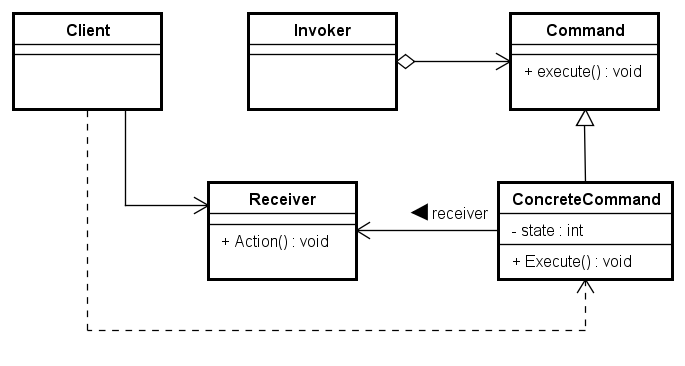 Client
Invoker
Command
+ execute() : void
Receiver
+ Action() : void
receiver
ConcreteCommand
- state : int
+ Execute() : void